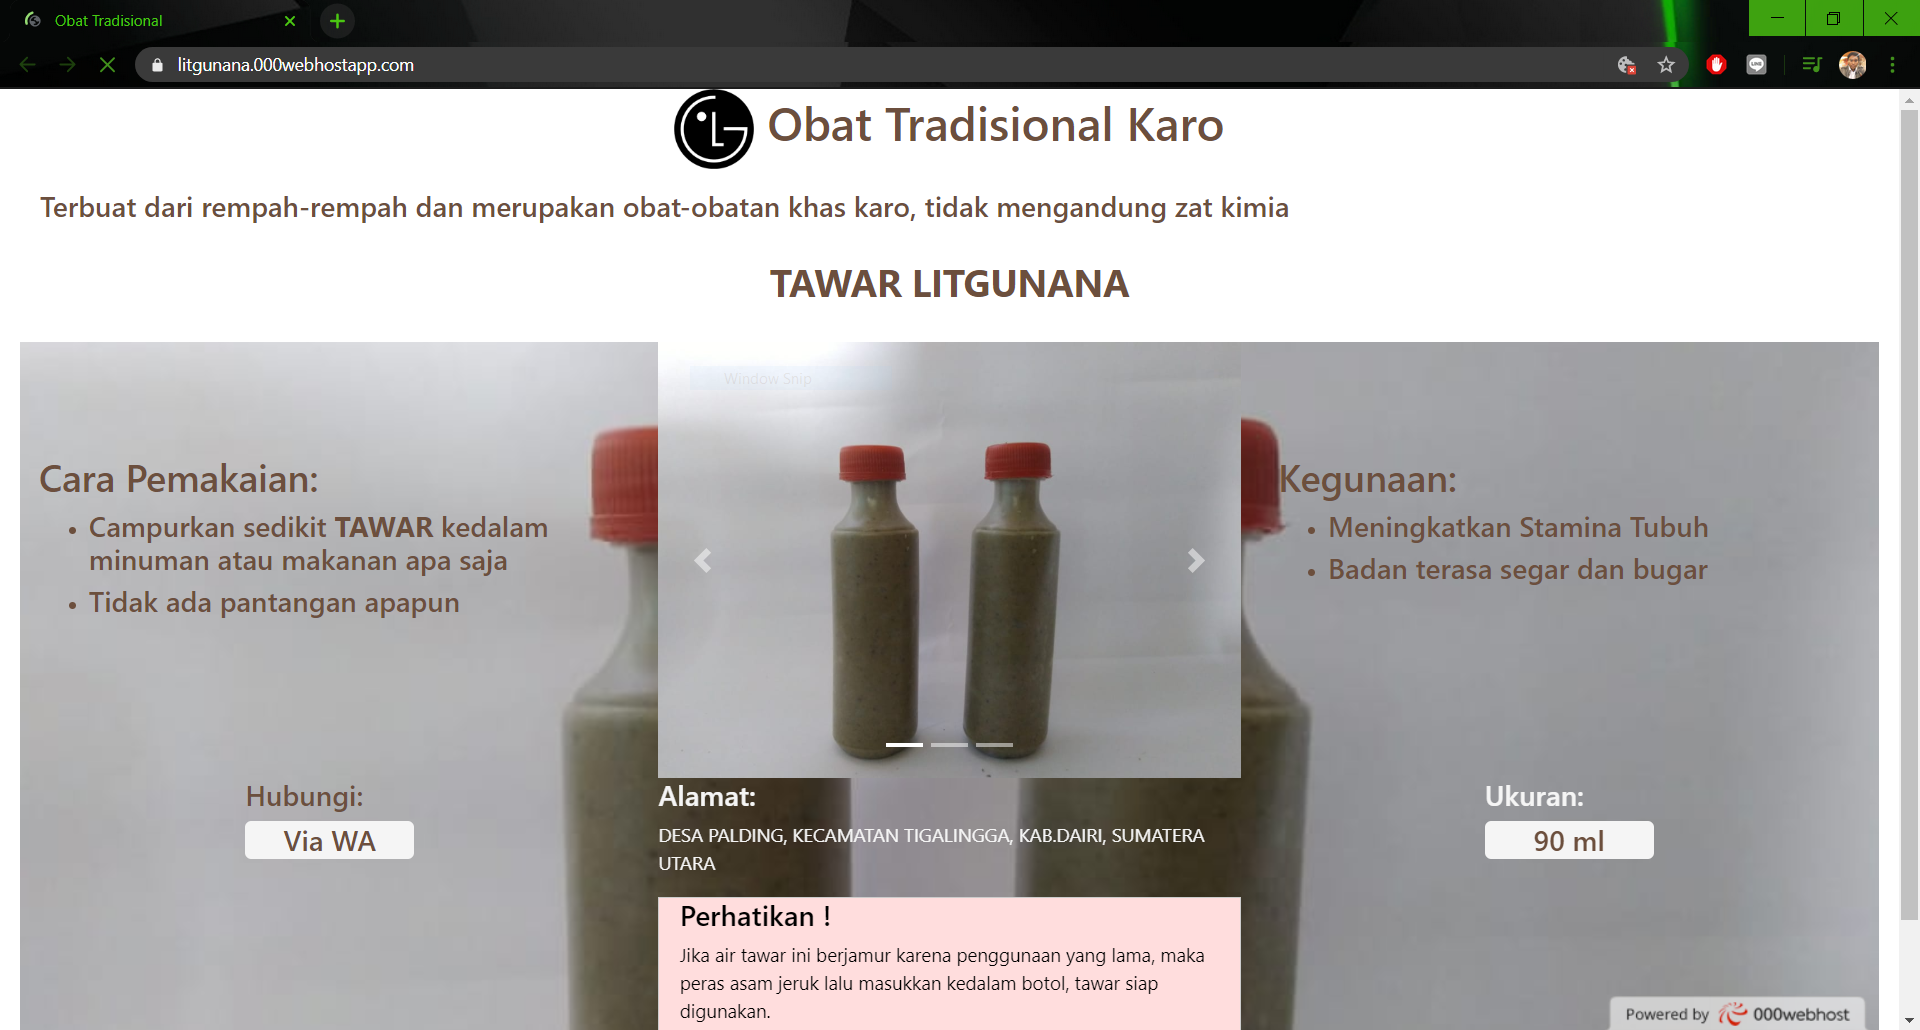 Obat Tradisional
litgunana.000webhostapp.com
LG Obat Tradisional Karo
Terbuat dari rempah-rempah dan merupakan obat-obatan khas karo, tidak mengandung zat kimia
TAWAR LITGUNANA
Window Snip
Cara Pemakaian:
Campurkan sedikit TAWAR kedalam
minuman atau makanan apa saja
Tidak ada pantangan apapun
Kegunaan:
Meningkatkan Stamina Tubuh
Badan terasa segar dan bugar
Hubungi:
Via WA
Alamat:
DESA PALDING, KECAMATAN TIGALINGGA, KAB.DAIRI, SUMATERA
UTARA
Ukuran:
90 ml
Perhatikan !
Jika air tawar ini berjamur karena penggunaan yang lama, maka
peras asam jeruk lalu masukkan kedalam botol, tawar siap
digunakan.
Powered by 000webhost